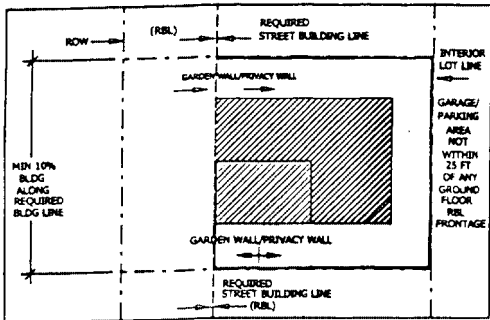 REQUIRED
STREET BUILDING LINE
(RBL)
ROW
INTERIOR
LOT LINE
GARDEN WALL/PRIVACY WALL
GARAGE/
PARKING
AREA
NOT
WITHIN
25 FT
OF ANY
GROUND
FLOOR
RBL
FRONTAGE
MIN 10%
BLDG
ALONG
REQUIRED
BLDG LINE
GARDEN WALL/PRIVACY WALL
REQUIRED
STREET BUILDING LINE
(RBL)